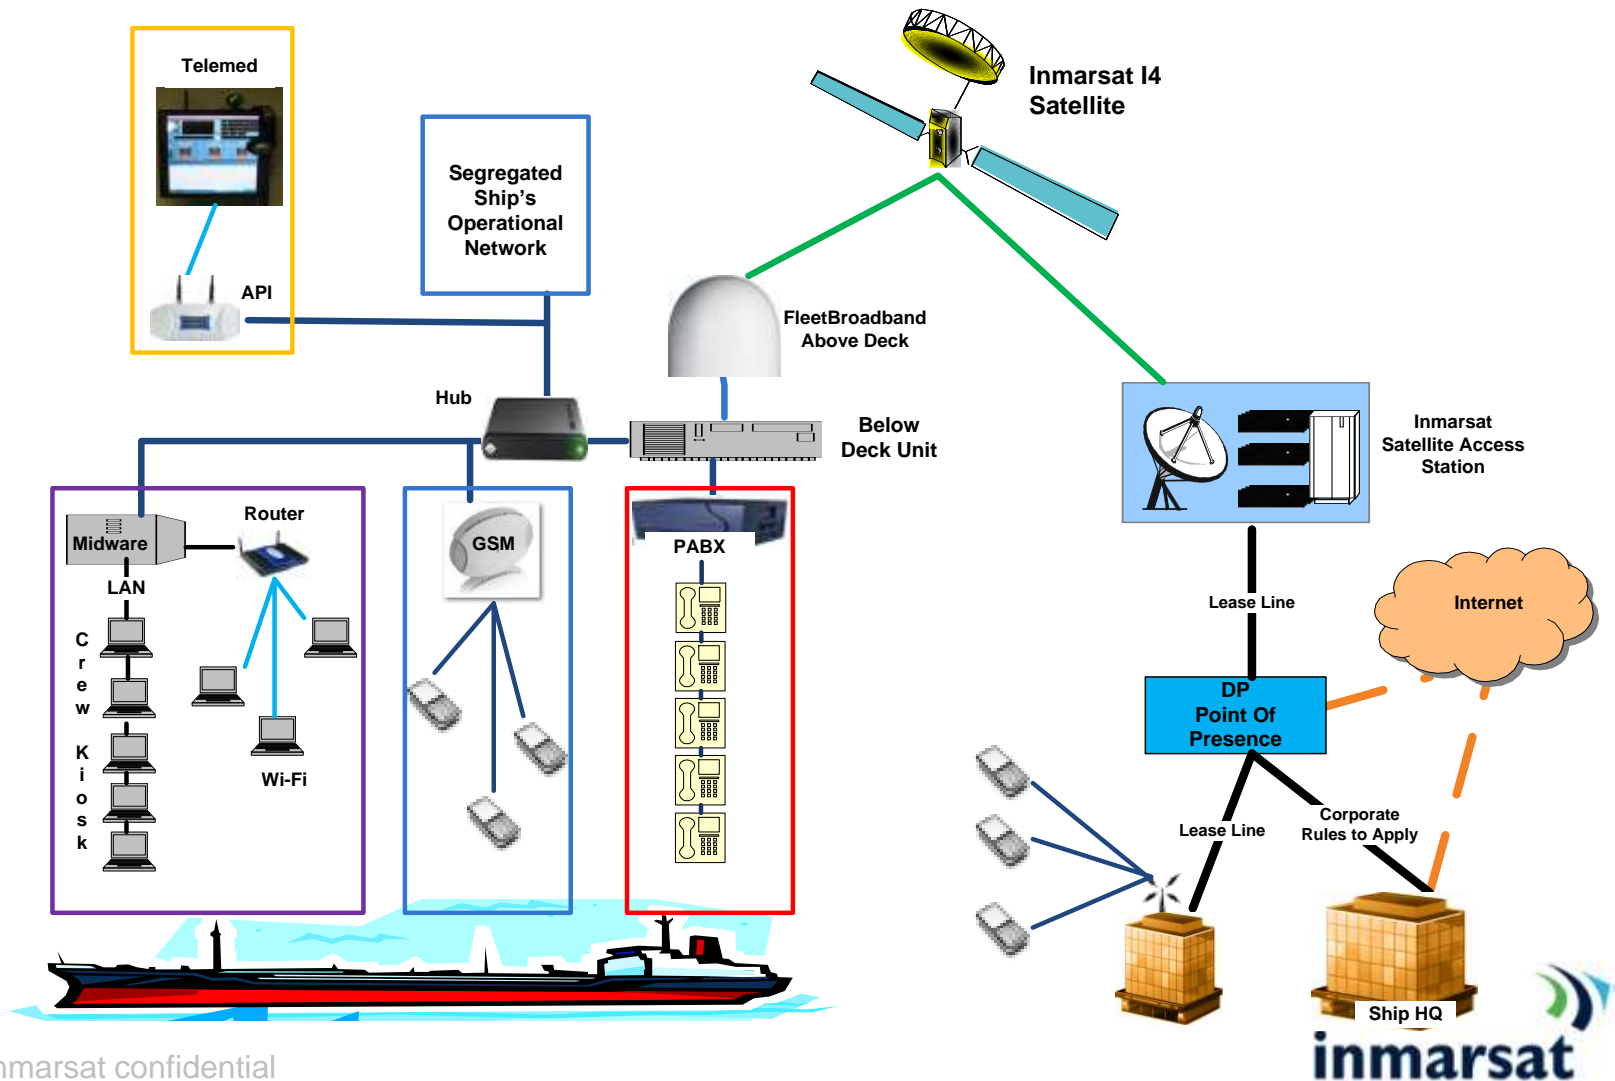 Telemed
API
Segregated
Ship's
Operational
Network
Inmarsat I4
Satellite
FleetBroadband
Above Deck
Hub
Below
Deck Unit
Inmarsat
Satellite Access
Station
Midware
Router
LAN
Crew Kiosk
Wi-Fi
GSM
PABX
Lease Line
Internet
DP
Point Of
Presence
Lease Line
Corporate
Rules to Apply
Ship HQ
inmarsat
nmarsat confidential